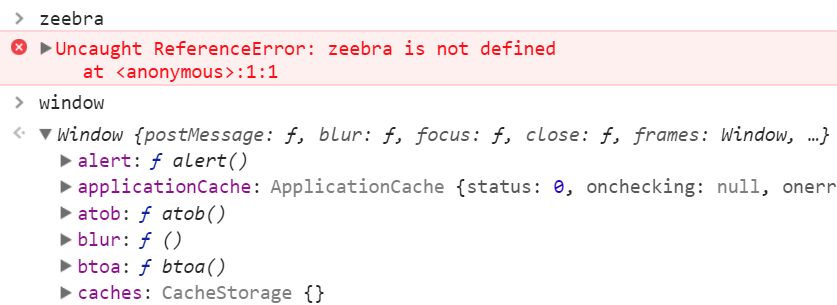 > zeebra
Uncaught ReferenceError: zeebra is not defined
at <anonymous>:1:1
> window
Window {postMessage: ƒ, blur: ƒ, focus: ƒ, close: ƒ, frames: Window, …}
alert: ƒ alert()
applicationCache: ApplicationCache {status: 0, onchecking: null, onerr
atob: ƒ atob()
blur: ƒ ()
btoa: ƒ btoa()
caches: CacheStorage {}